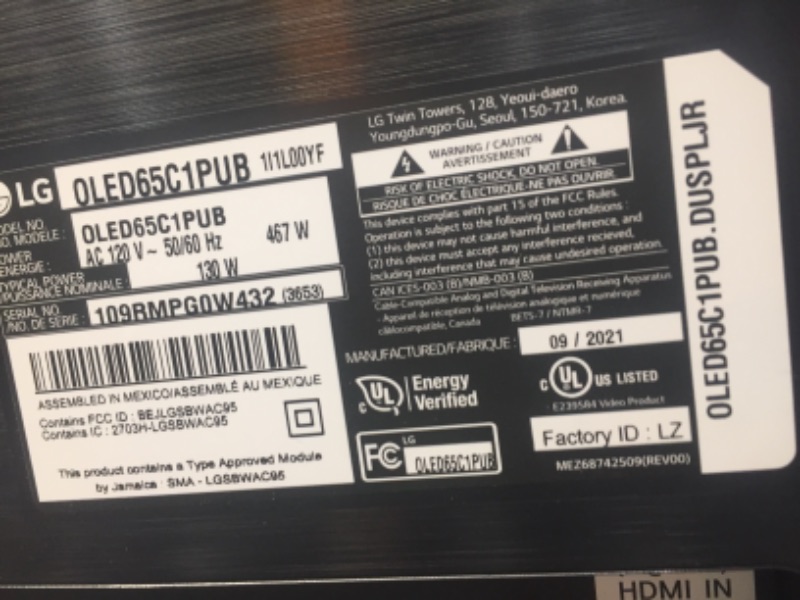 LG OLED65C1PUB 1/1L00YF
MODEL NO.
NO. MODÈLE : OLED65C1PUB
POWER
ENERGIE : AC 120 V ~ 50/60 Hz 467 W
TYPICAL POWER
PUISSANCE NOMINALE : 130 W
SERIAL NO.
/NO. DE SÉRIE : 109RMPG0W432 (3653)
ASSEMBLED IN MEXICO/ASSEMBLÉ AU MEXIQUE
Contains FCC ID : BEJLGSBWAC95
Contains IC : 2703H-LGSBWAC95
This product contains a Type Approved Module
by Jamaica : SMA - LGSBWAC95
LG Twin Towers, 128, Yeoui-daero
Youngdungpo-Gu, Seoul, 150-721, Korea.
WARNING / CAUTION
AVERTISSEMENT
RISK OF ELECTRIC SHOCK, DO NOT OPEN.
RISQUE DE CHOC ÉLECTRIQUE-NE PAS OUVRIR.
This device complies with part 15 of the FCC Rules.
Operation is subject to the following two conditions :
(1) this device may not cause harmful interference, and
(2) this device must accept any interference recieved,
including interference that may cause undesired operation.
CAN ICES-003 (B)/NMB-003 (B)
Cable-Compatible Analog and Digital Television Receiving Apparatus
- Appareil de réception de télévision analogique et numérique
câblocompatible, Canada BETS-7 / NTMR-7
MANUFACTURED/FABRIQUÉ : 09 / 2021
C UL Energy
Verified
C UL US LISTED
E239584 Video Product
FC LG
OLED65C1PUB
Factory ID : LZ
MEZ68742509(REV00)
OLED65C1PUB.DUSPLJR
HDMI IN